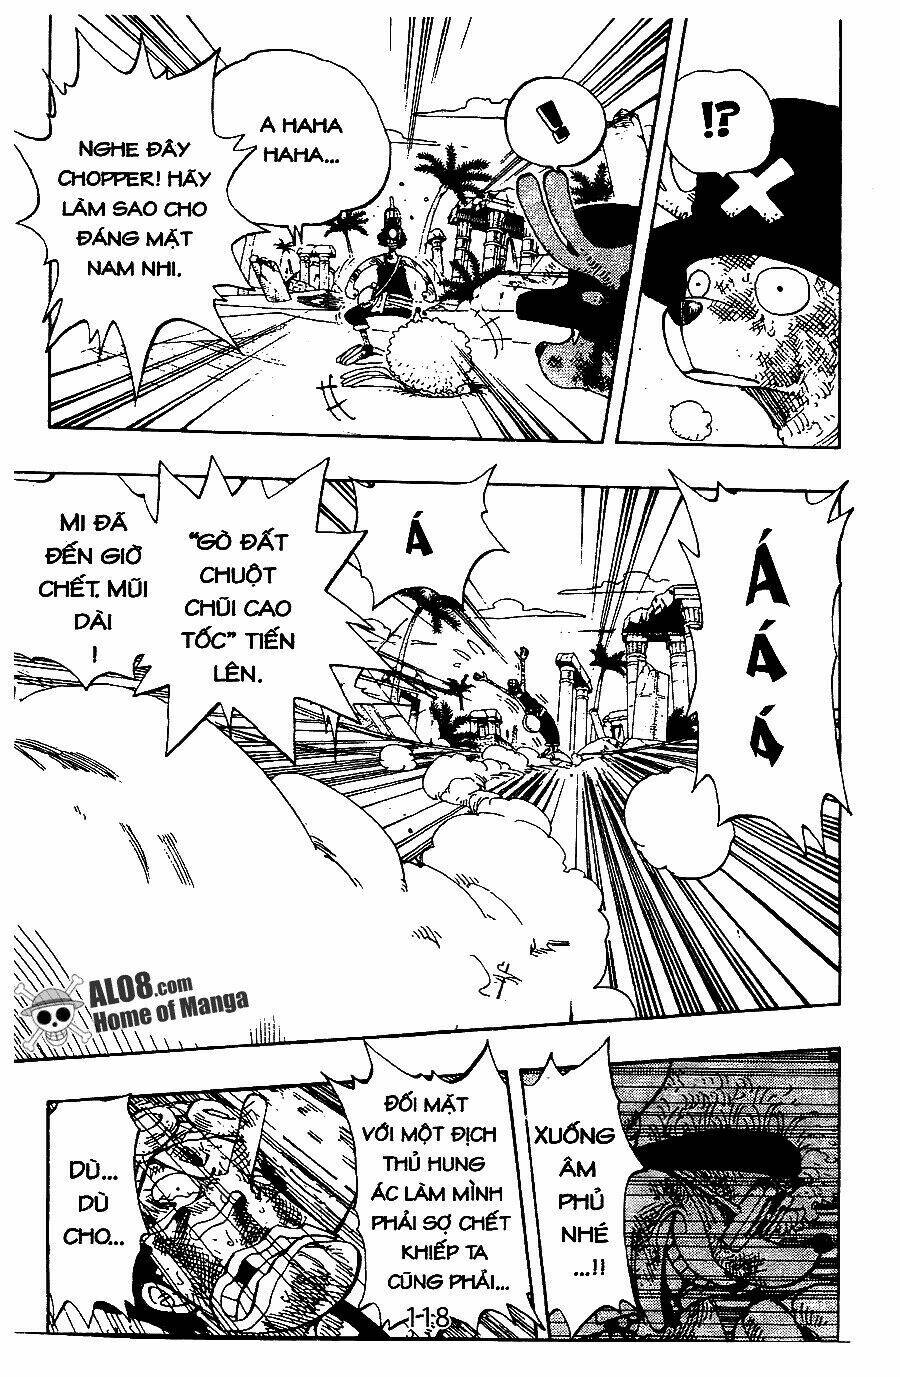 !?
!
A HAHA
HAHA...
NGHE ĐÂY
CHOPPER! HÃY
LÀM SAO CHO
ĐÁNG MẶT
NAM NHI.
Á
Á
Á
Á
"GÒ ĐẤT
CHUỘT
CHŨI CAO
TỐC" TIẾN
LÊN.
MI ĐÃ
ĐẾN GIỜ
CHẾT. MŨI
DÀI
!
AL08.com
Home of Manga
XUỐNG
ÂM
PHỦ
NHÉ
...!!
ĐỐI MẶT
VỚI MỘT ĐỊCH
THỦ HUNG
ÁC LÀM MÌNH
PHẢI SỢ CHẾT
KHIẾP TA
CŨNG PHẢI...
DÙ...
DÙ
CHO...
118